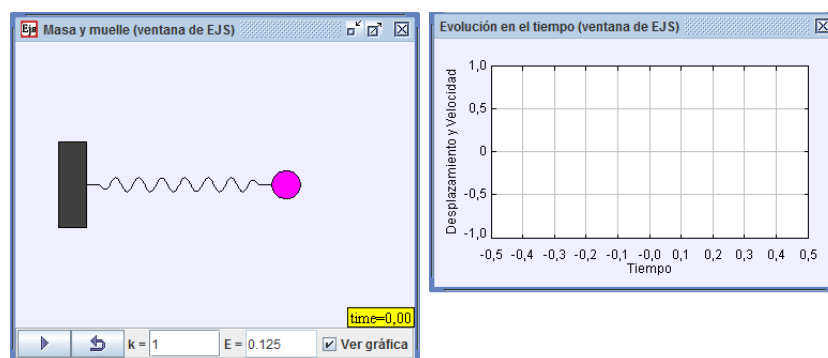 Ejs Masa y muelle (ventana de EJS)
time=0,00
k = 1 E = 0.125 Ver gráfica
Evolución en el tiempo (ventana de EJS)
Desplazamiento y Velocidad
1,0
0,5
0
-0,5
-1,0
-0,5 -0,4 -0,3 -0,2 -0,1 -0,0 0,1 0,2 0,3 0,4 0,5
Tiempo